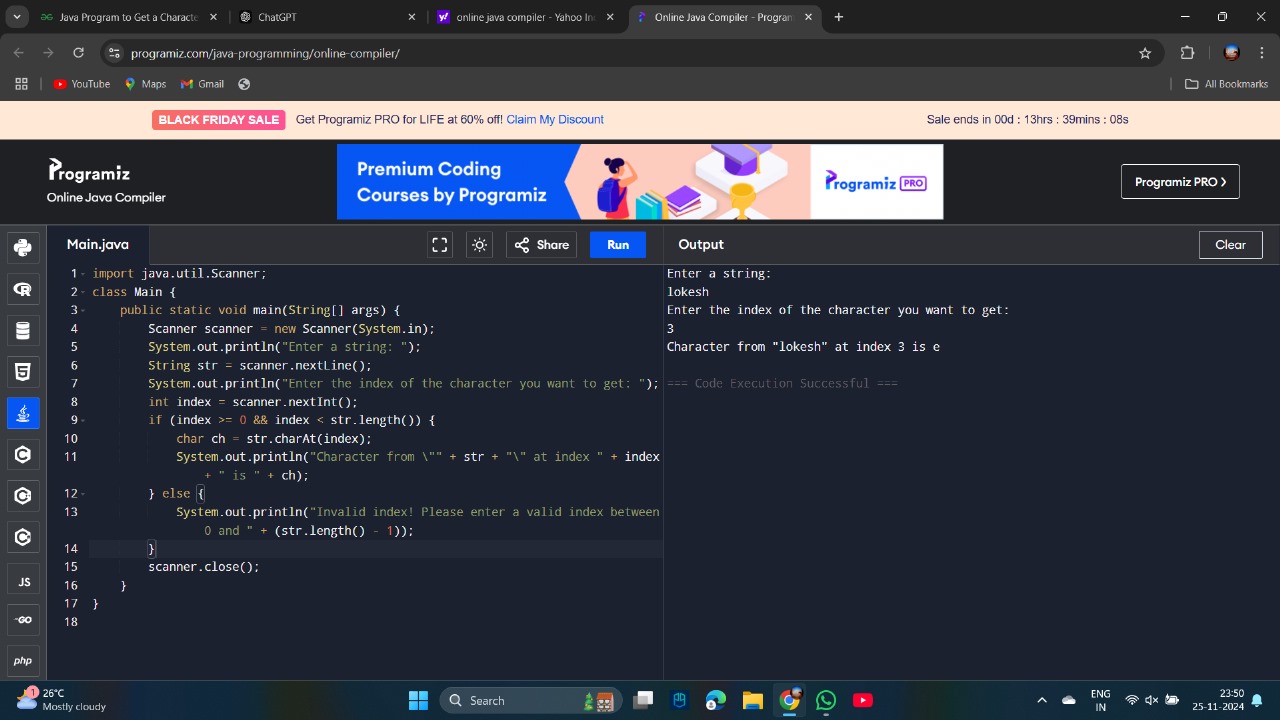 Java Program to Get a Characte
ChatGPT
online java compiler - Yahoo In
Online Java Compiler - Program
programiz.com/java-programming/online-compiler/
YouTube
Maps
Gmail
All Bookmarks
BLACK FRIDAY SALE
Get Programiz PRO for LIFE at 60% off! Claim My Discount
Sale ends in 00d : 13hrs : 39mins : 08s
Programiz
Online Java Compiler
Premium Coding
Courses by Programiz
Programiz PRO
Programiz PRO >
Main.java
Share
Run
Output
Clear
1 import java.util.Scanner;
2 class Main {
3 public static void main(String[] args) {
4 Scanner scanner = new Scanner(System.in);
5 System.out.println("Enter a string: ");
6 String str = scanner.nextLine();
7 System.out.println("Enter the index of the character you want to get: ");
8 int index = scanner.nextInt();
9 if (index >= 0 && index < str.length()) {
10 char ch = str.charAt(index);
11 System.out.println("Character from \"" + str + "\" at index " + index
+ " is " + ch);
12 } else {
13 System.out.println("Invalid index! Please enter a valid index between
0 and " + (str.length() - 1));
14 }
15 scanner.close();
16 }
17 }
18
Enter a string:
lokesh
Enter the index of the character you want to get:
3
Character from "lokesh" at index 3 is e
=== Code Execution Successful ===
R
5
C
C
C
JS
GO
php
1
26°C
Mostly cloudy
Search
ENG
IN
23:50
25-11-2024